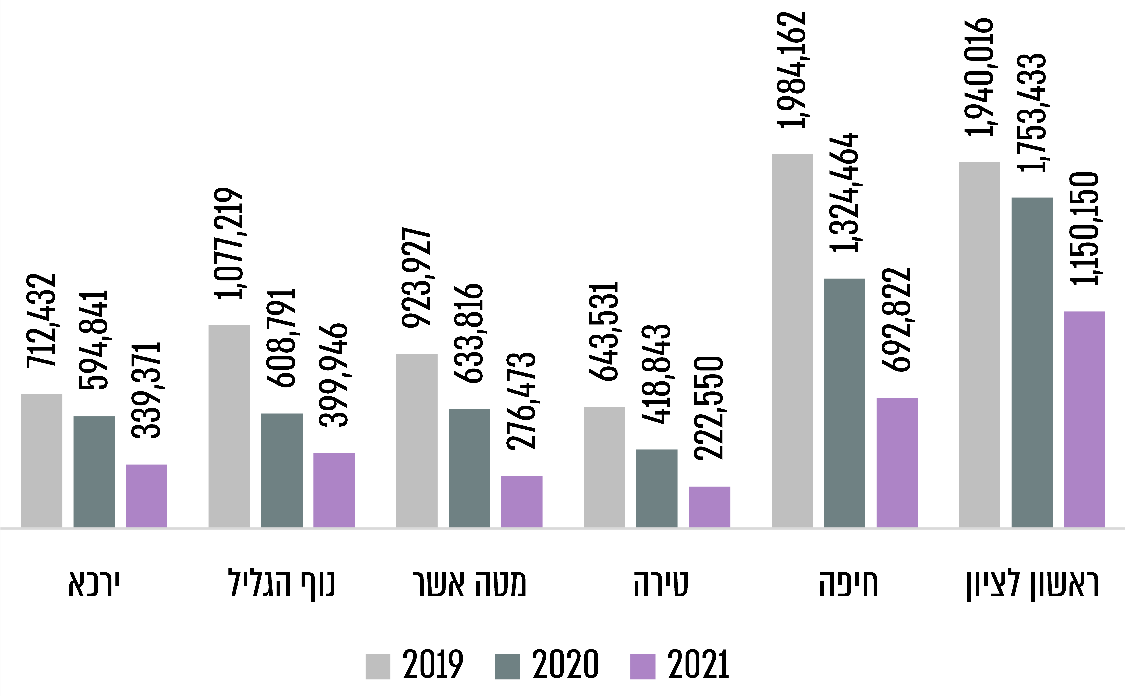 712,432 594,841 339,371
1,077,219 608,791 399,946
923,927 633,816 276,473
643,531 418,843 222,550
1,984,162 1,324,464 692,822
1,940,016 1,753,433 1,150,150
ירכא נוף הגליל מטה אשר טירה חיפה ראשון לציון
2019 2020 2021